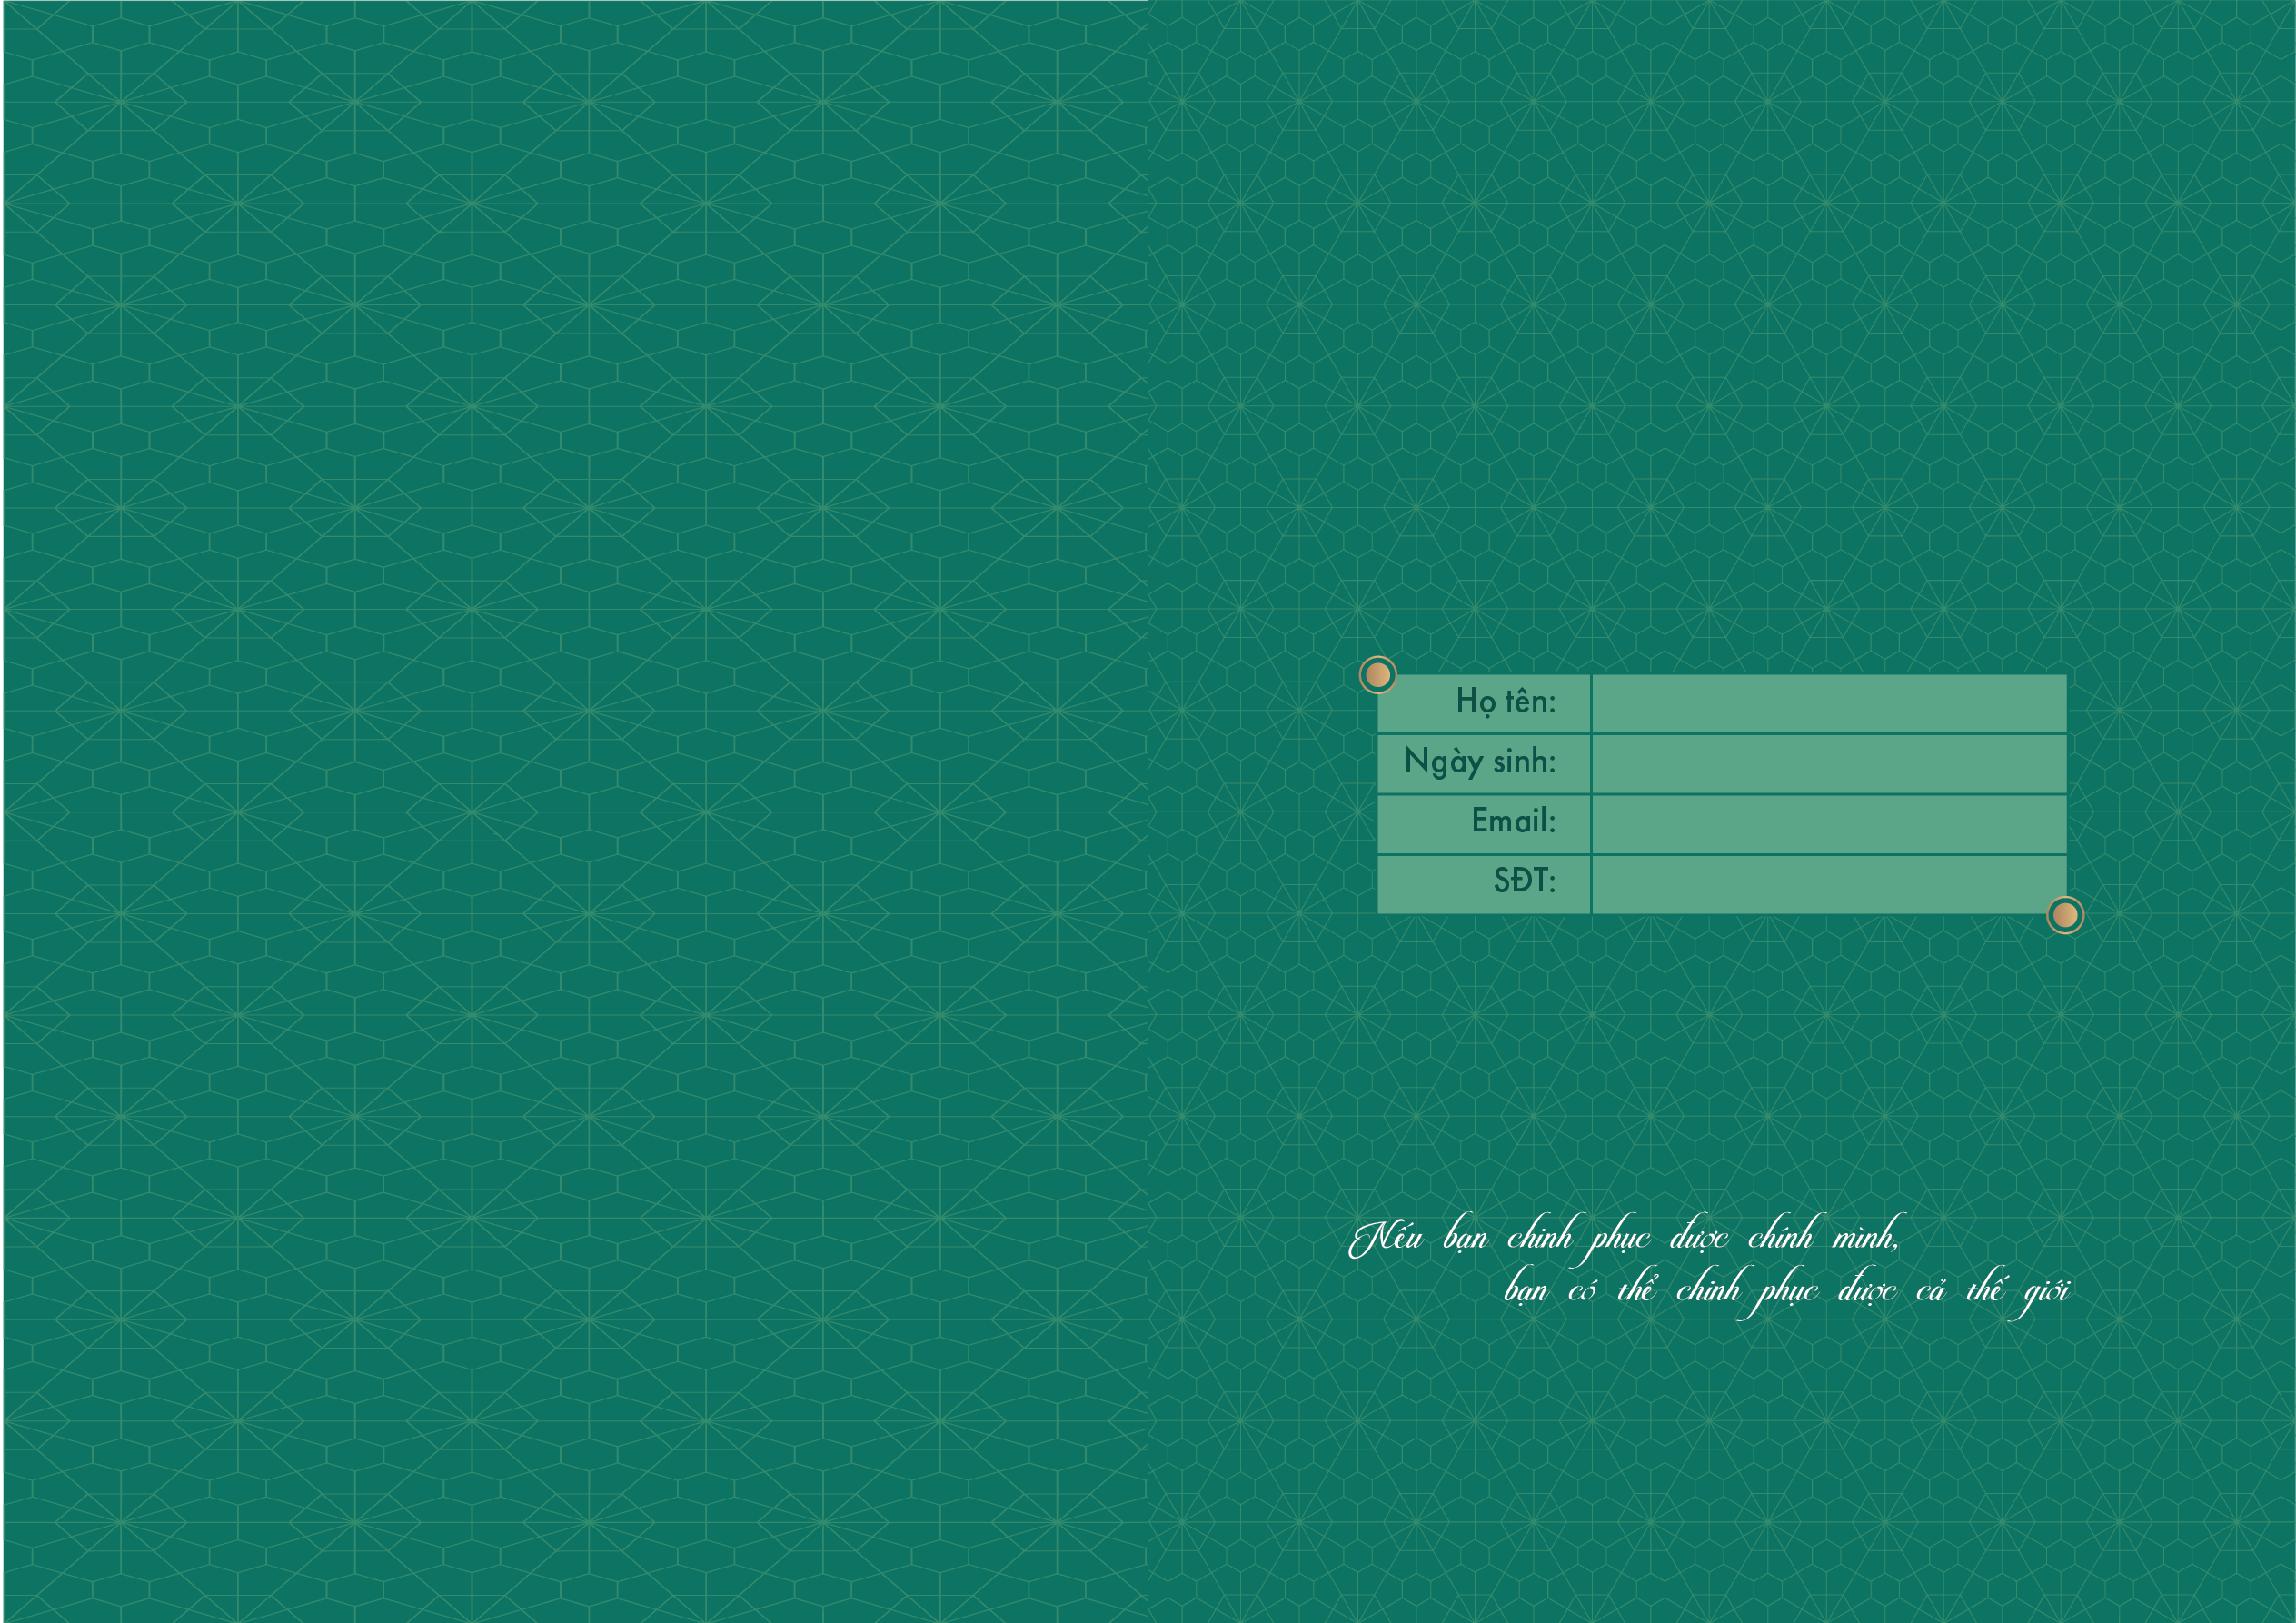 Họ tên:
Ngày sinh:
Email:
SĐT:
Nếu bạn chinh phục được chính mình,
bạn có thể chinh phục được cả thế giới